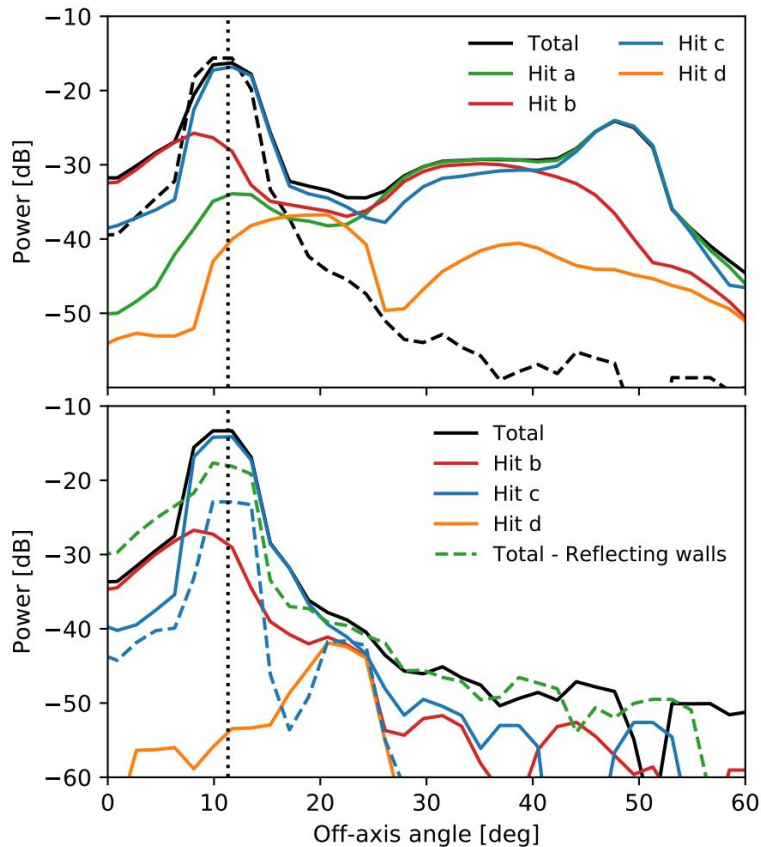 −10
−20
−30
−40
−50
Power [dB]
Total
Hit a
Hit b
Hit c
Hit d
−10
−20
−30
−40
−50
−60
Power [dB]
Total
Hit b
Hit c
Hit d
Total - Reflecting walls
0 10 20 30 40 50 60
Off-axis angle [deg]